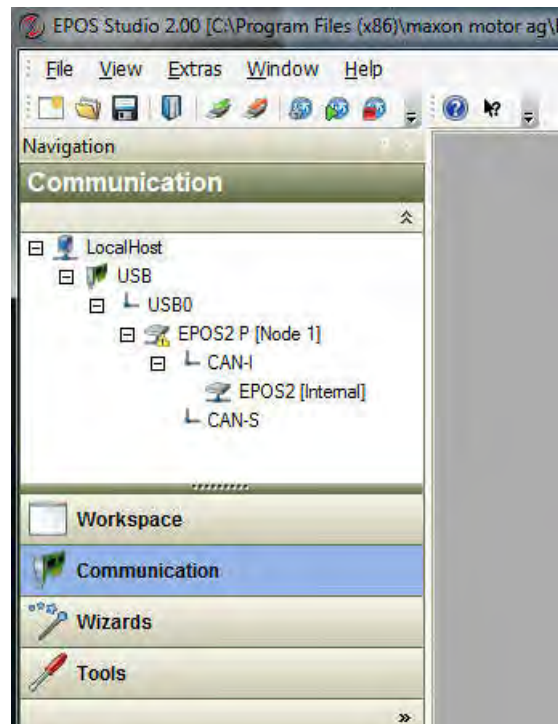 EPOS Studio 2.00 [C:\Program Files (x86)\maxon motor ag\
File View Extras Window Help
Navigation
Communication
LocalHost
USB
USB0
EPOS2 P [Node 1]
CAN-I
EPOS2 [Internal]
CAN-S
Workspace
Communication
Wizards
Tools